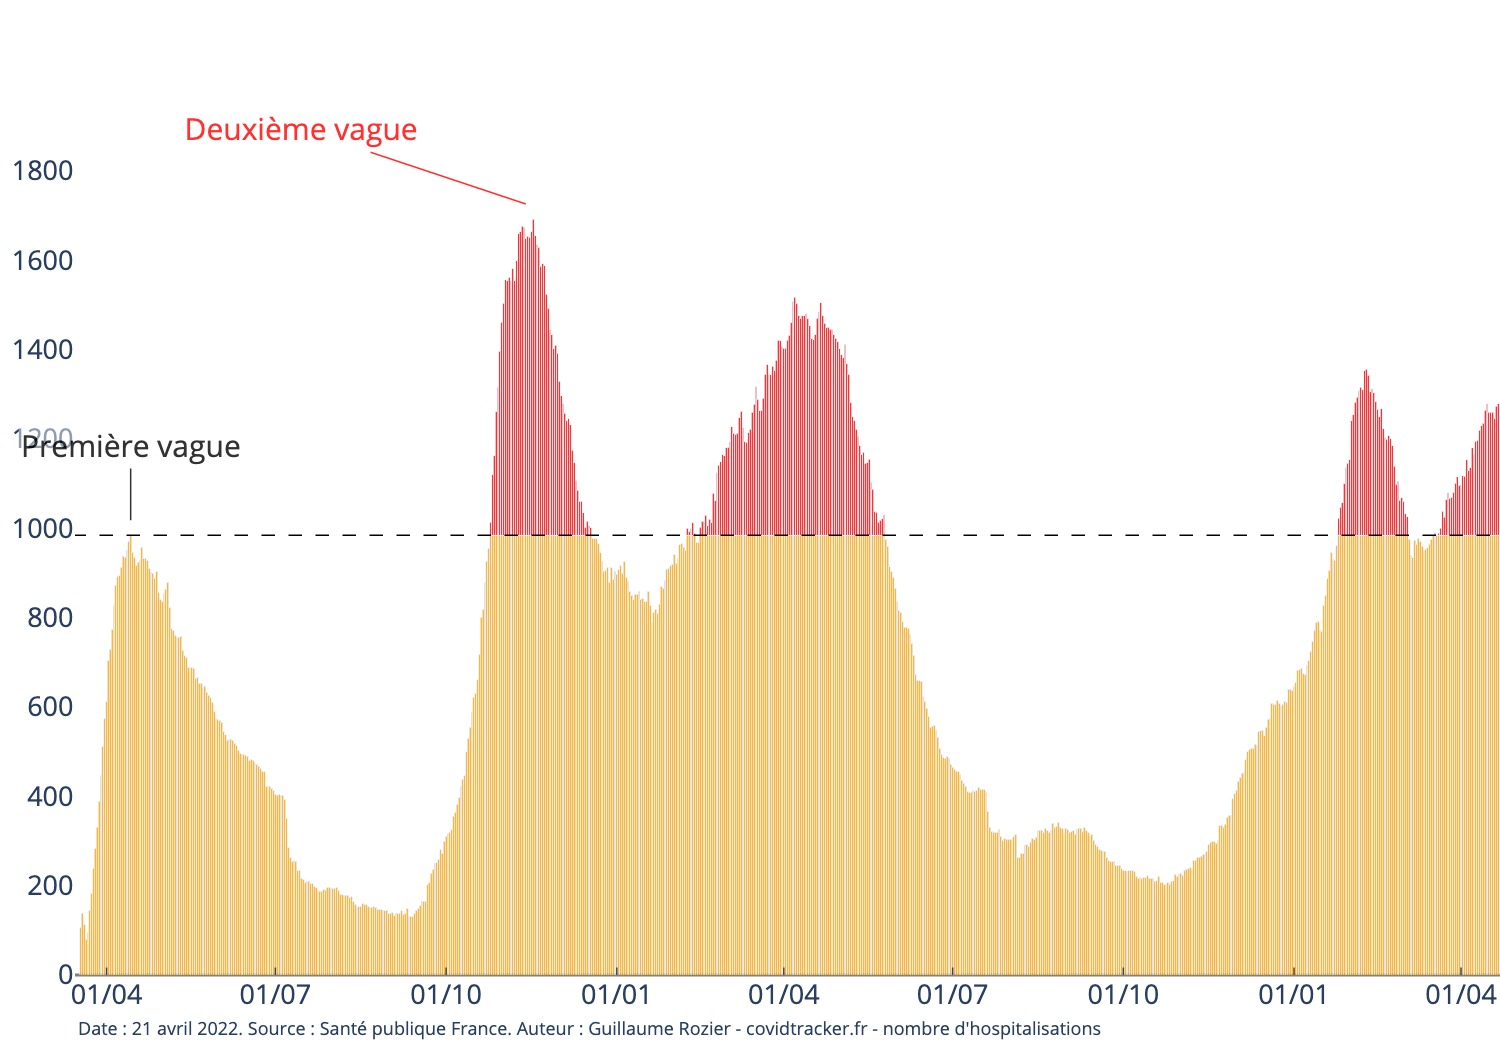 Deuxième vague
1800
1600
1400
1200
Première vague
1000
800
600
400
200
0
01/04 01/07 01/10 01/01 01/04 01/07 01/10 01/01 01/04
Date : 21 avril 2022. Source : Santé publique France. Auteur : Guillaume Rozier - covidtracker.fr - nombre d'hospitalisations